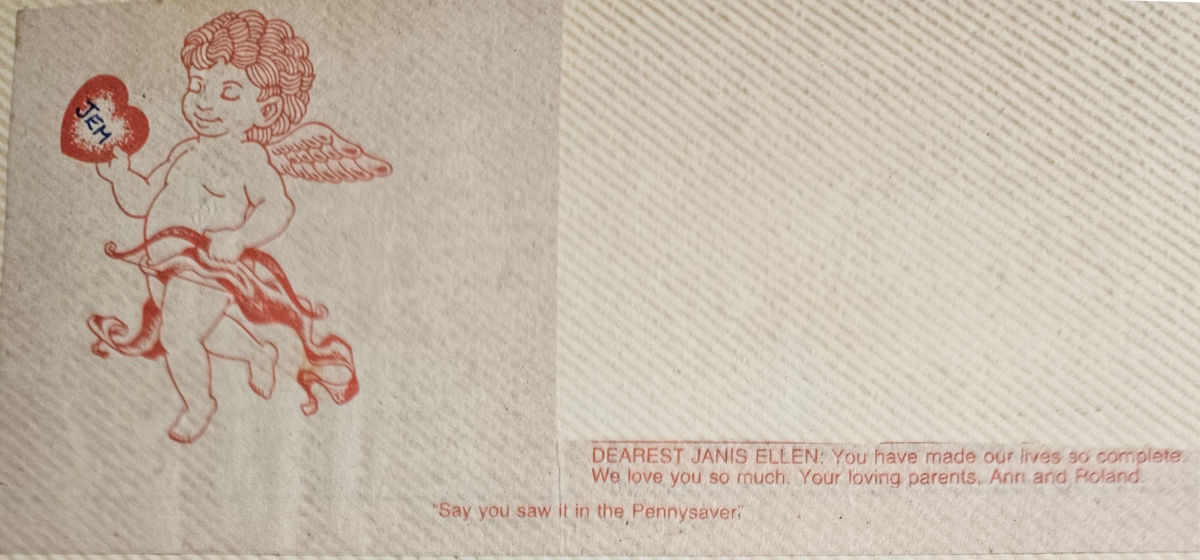 JEM
DEAREST JANIS ELLEN: You have made our lives so complete.
We love you so much. Your loving parents, Ann and Roland.
"Say you saw it in the Pennysaver."